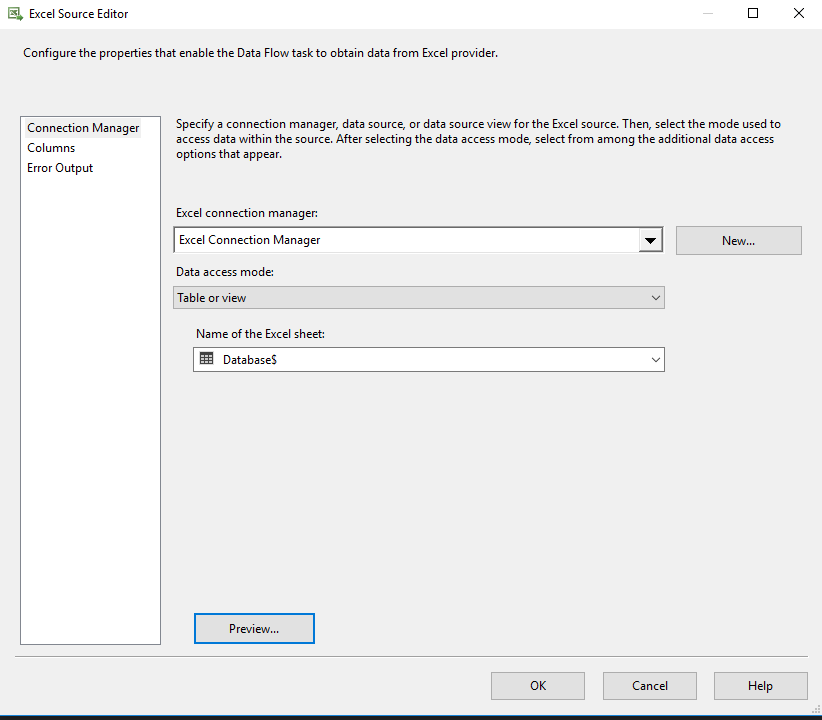 Excel Source Editor
Configure the properties that enable the Data Flow task to obtain data from Excel provider.
Connection Manager
Columns
Error Output
Specify a connection manager, data source, or data source view for the Excel source. Then, select the mode used to
access data within the source. After selecting the data access mode, select from among the additional data access
options that appear.
Excel connection manager:
Excel Connection Manager
New...
Data access mode:
Table or view
Name of the Excel sheet:
Database$
Preview...
OK
Cancel
Help